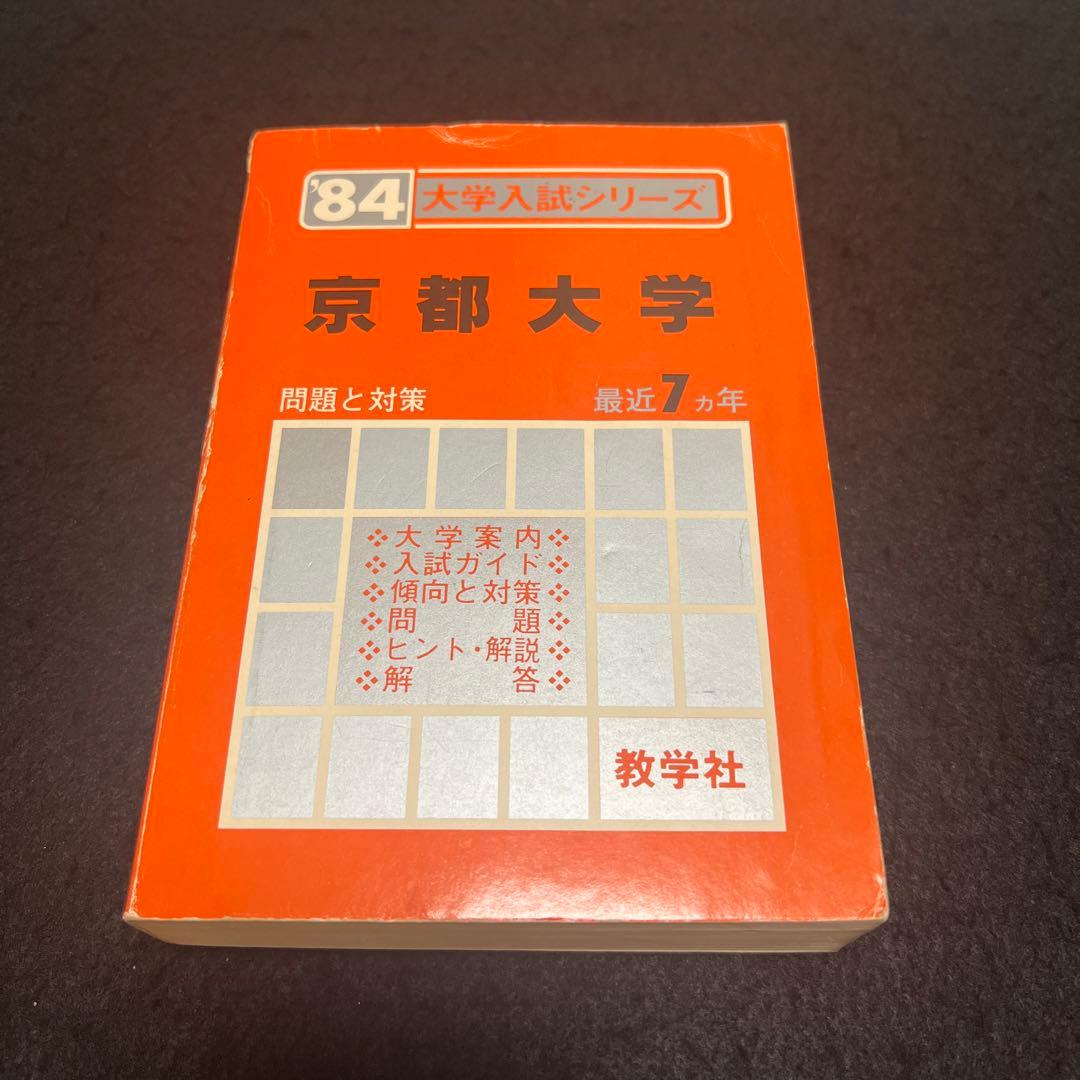 '84 大学入試シリーズ
京都大学
問題と対策 最近7ヵ年
❖大学案内❖
❖入試ガイド❖
❖傾向と対策❖
❖問題❖
❖ヒント・解説❖
❖解答❖
教学社